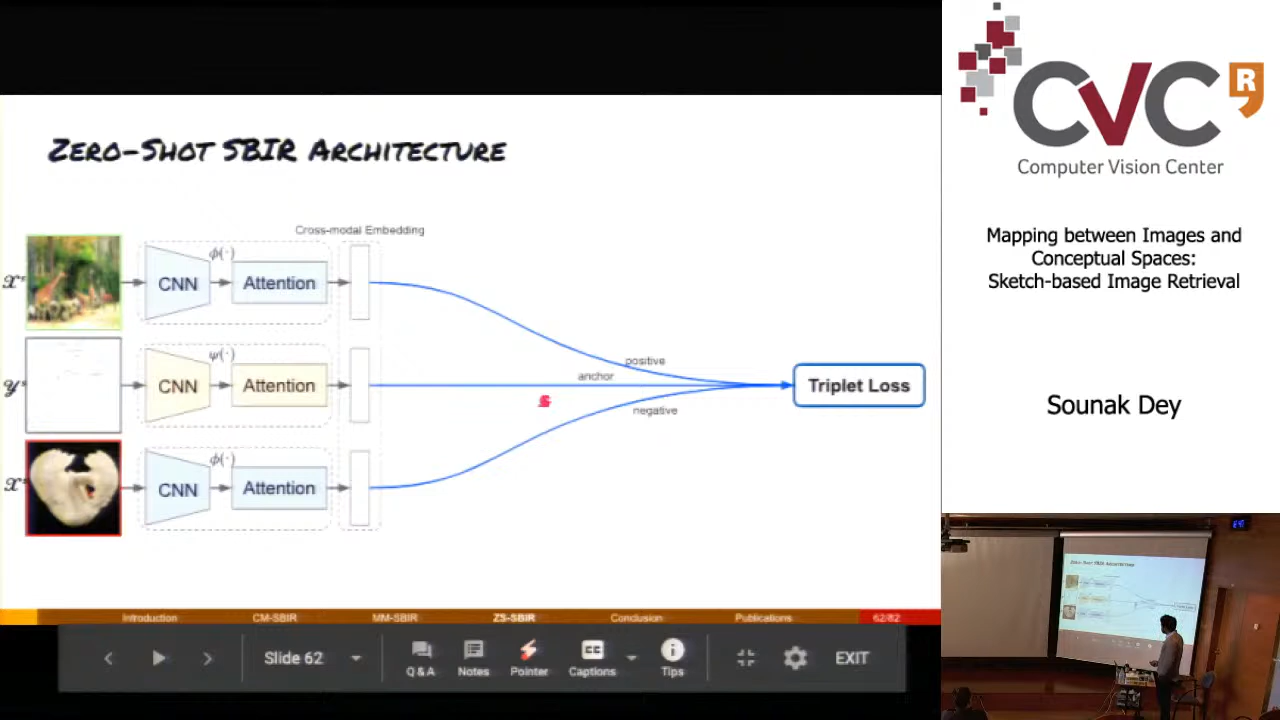 ZERO-SHOT SBIR ARCHITECTURE
Cross-modal Embedding
ϕ(·)
CNN
Attention
positive
ψ(·)
CNN
Attention
anchor
Triplet Loss
negative
ϕ(·)
CNN
Attention
Introduction
CM-SBIR
MM-SBIR
ZS-SBIR
Conclusion
Publications
62/82
Slide 62
Q & A
Notes
Pointer
CC
Captions
Tips
EXIT
CVC R
Computer Vision Center
Mapping between Images and
Conceptual Spaces:
Sketch-based Image Retrieval
Sounak Dey